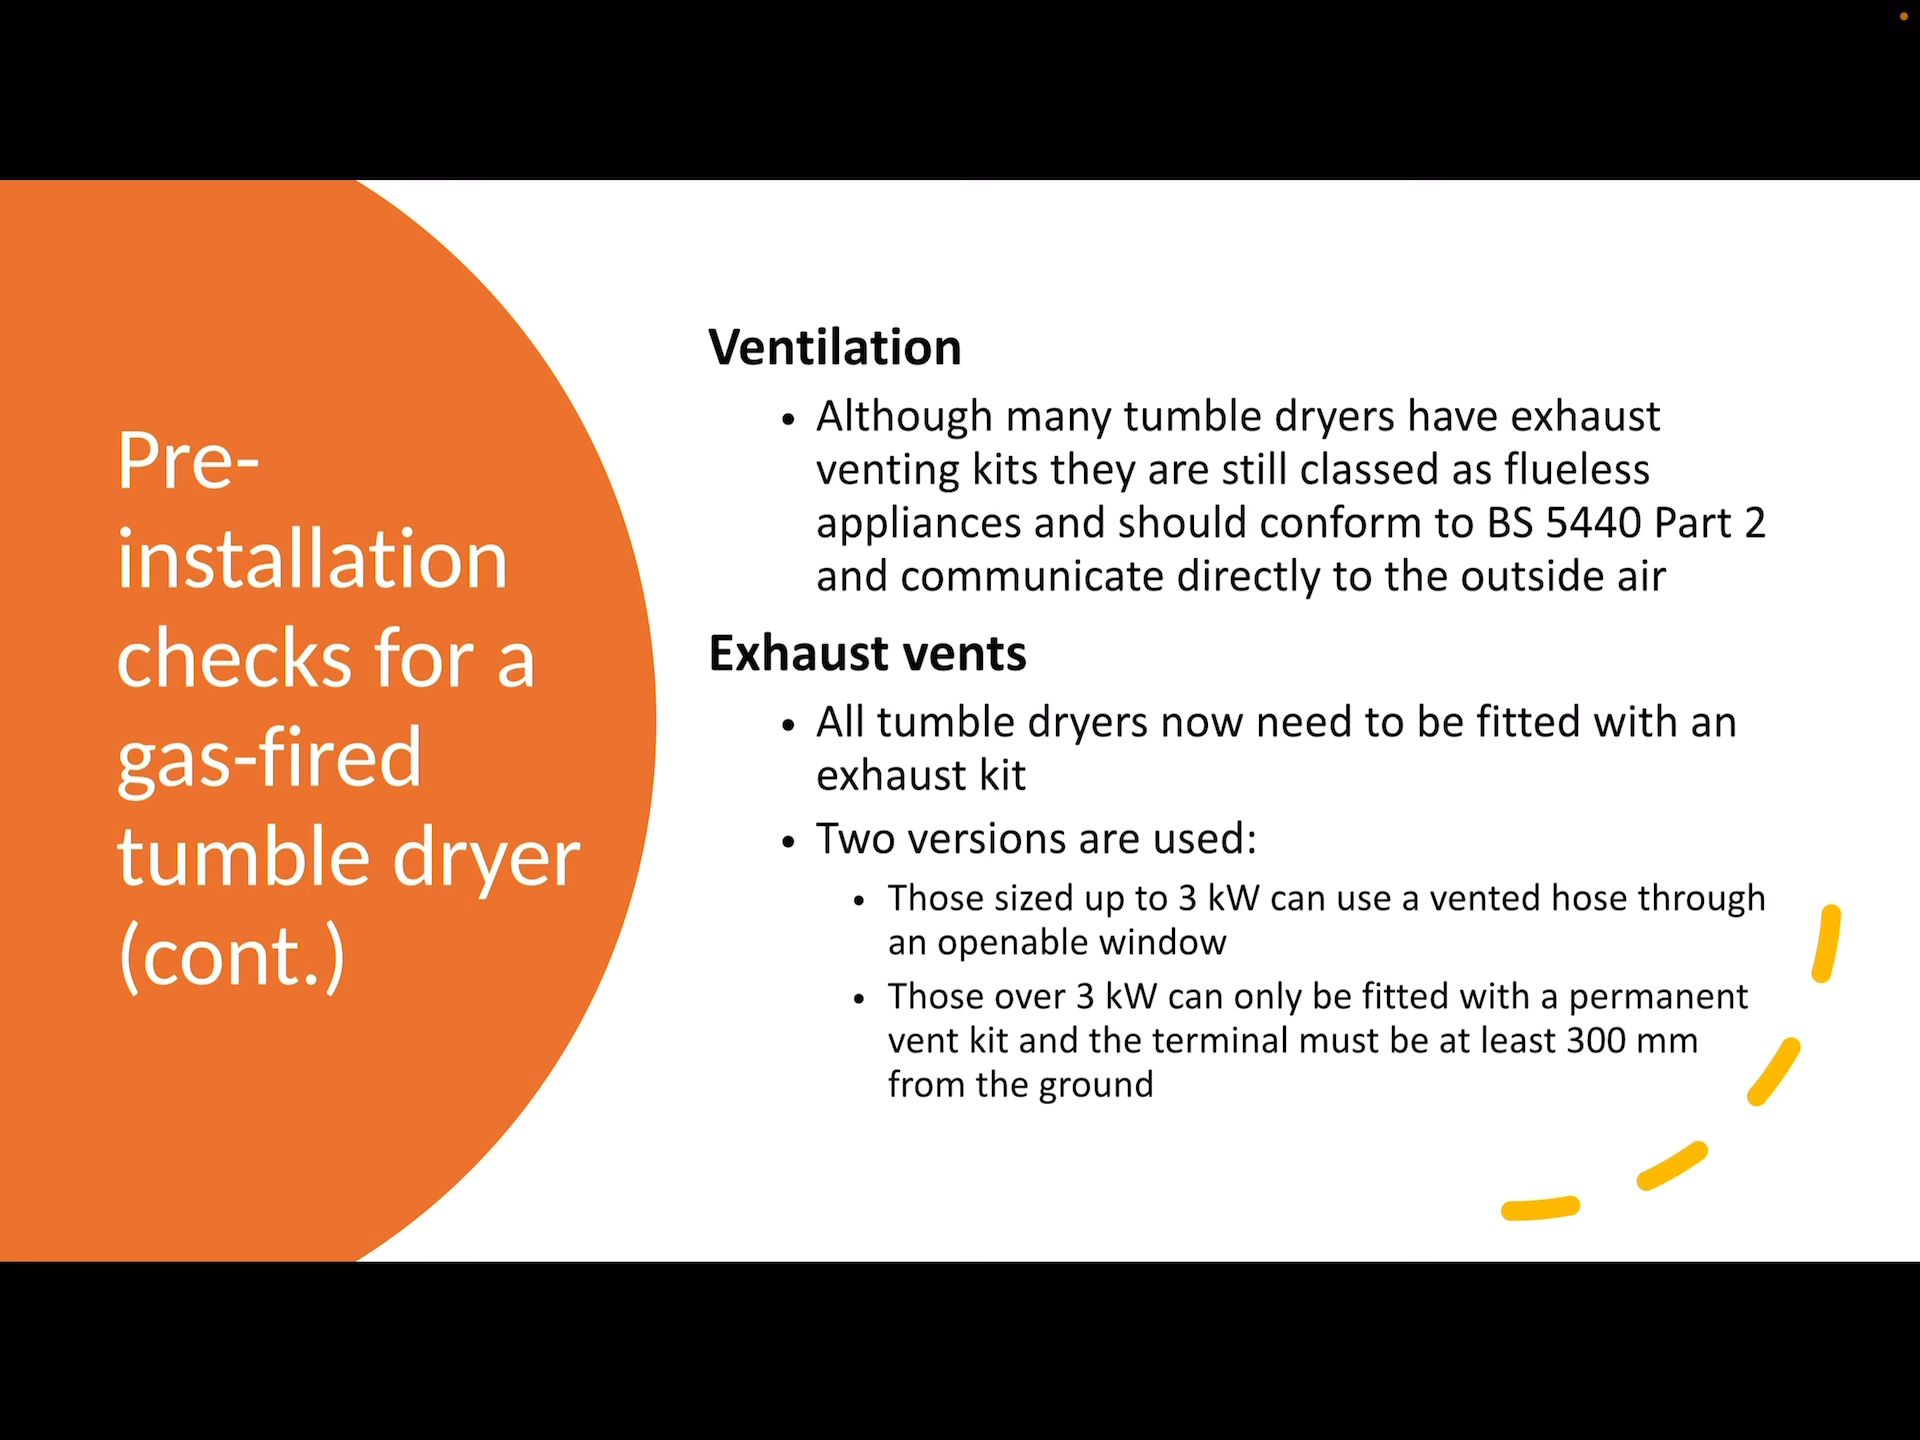 Pre-
installation
checks for a
gas-fired
tumble dryer
(cont.)
Ventilation
• Although many tumble dryers have exhaust
venting kits they are still classed as flueless
appliances and should conform to BS 5440 Part 2
and communicate directly to the outside air
Exhaust vents
• All tumble dryers now need to be fitted with an
exhaust kit
• Two versions are used:
• Those sized up to 3 kW can use a vented hose through
an openable window
• Those over 3 kW can only be fitted with a permanent
vent kit and the terminal must be at least 300 mm
from the ground